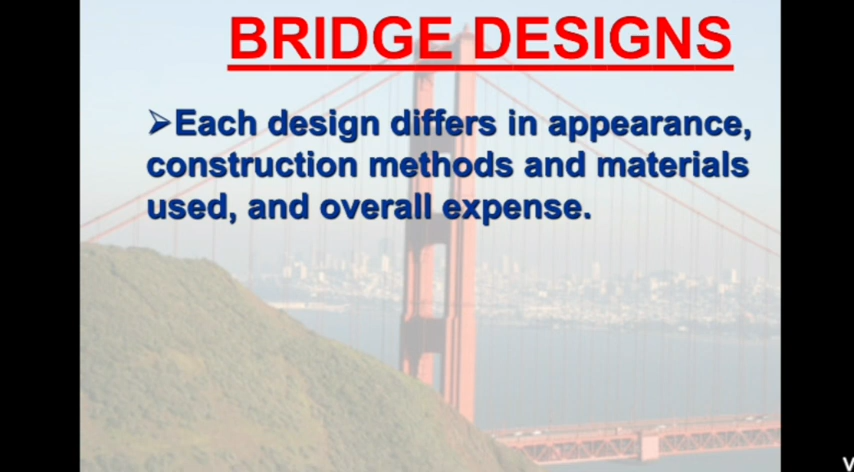 BRIDGE DESIGNS
➢Each design differs in appearance,
construction methods and materials
used, and overall expense.